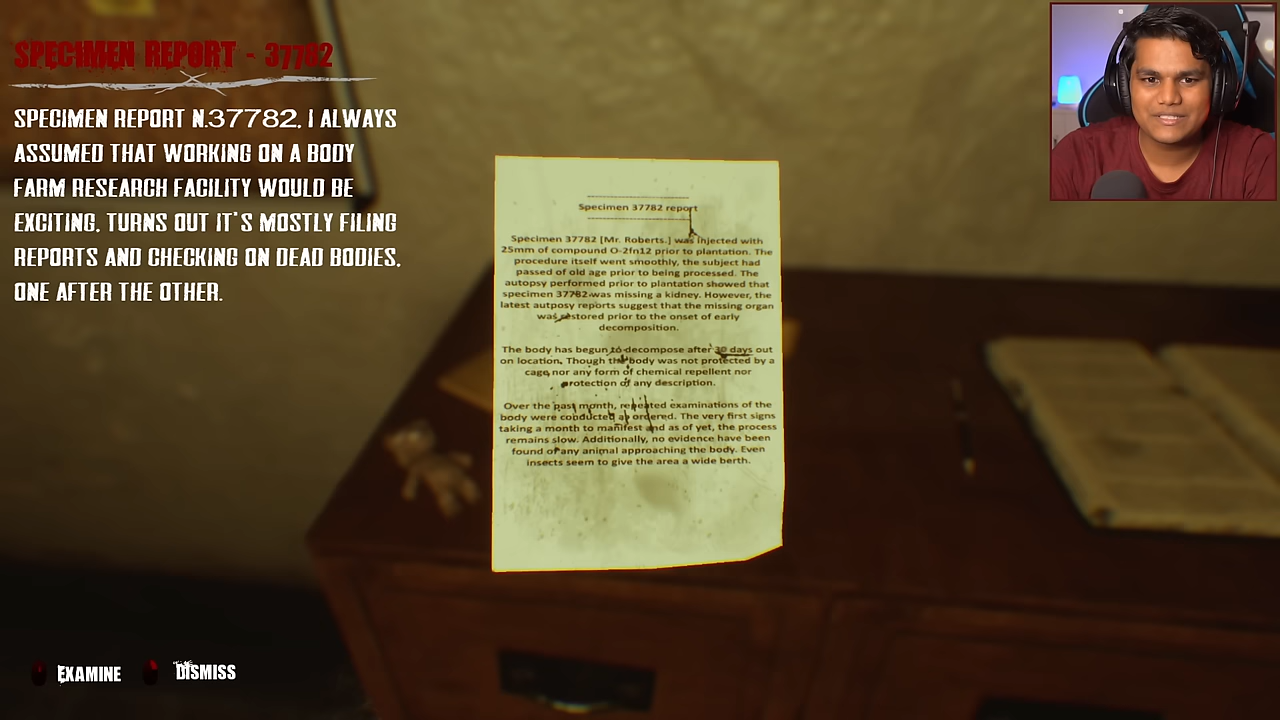 SPECIMEN REPORT - 37782
SPECIMEN REPORT N.37782. I ALWAYS
ASSUMED THAT WORKING ON A BODY
FARM RESEARCH FACILITY WOULD BE
EXCITING. TURNS OUT IT'S MOSTLY FILING
REPORTS AND CHECKING ON DEAD BODIES.
ONE AFTER THE OTHER.
Specimen 37782 report
Specimen 37782 [Mr. Roberts.] was injected with
25mm of compound O-2fn12 prior to plantation. The
procedure itself went smoothly, the subject had
passed of old age prior to being processed. The
autopsy performed prior to plantation showed that
specimen 37782 was missing a kidney. However, the
latest autposy reports suggest that the missing organ
was restored prior to the onset of early
decomposition.
The body has begun to decompose after 30 days out
on location. Though the body was not protected by a
cage nor any form of chemical repellent nor
protection of any description.
Over the past month, repeated examinations of the
body were conducted as ordered. The very first signs
taking a month to manifest and as of yet, the process
remains slow. Additionally, no evidence have been
found of any animal approaching the body. Even
insects seem to give the area a wide berth.
EXAMINE
DISMISS